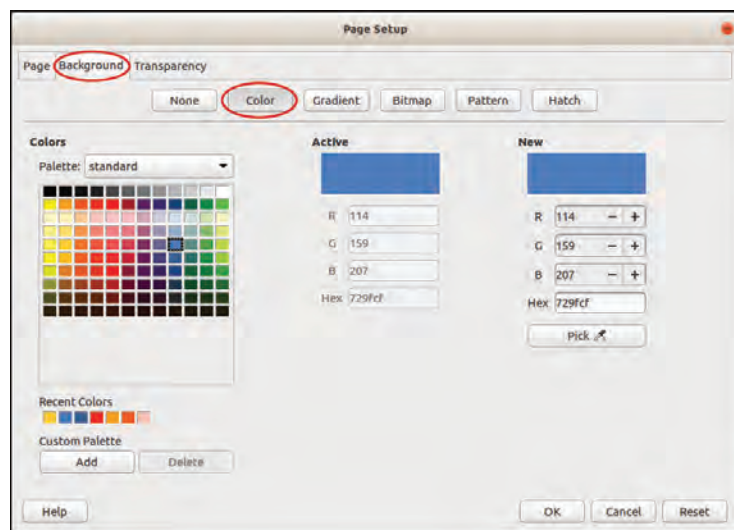 Page Setup
Page Background Transparency
None Color Gradient Bitmap Pattern Hatch
Colors Active New
Palette: standard
R 114 R 114 − +
G 159 G 159 − +
B 207 B 207 − +
Hex 729fcf Hex 729fcf
Pick
Recent Colors
Custom Palette
Add Delete
Help OK Cancel Reset